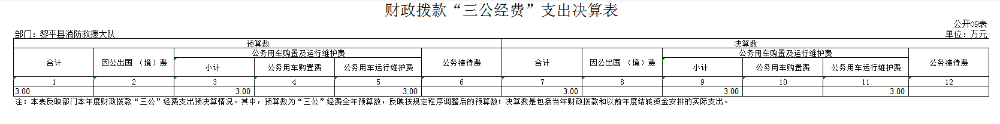 财政拨款“三公经费”支出决算表
公开09表
部门：黎平县消防救援大队 单位：万元
预算数 决算数
合计 因公出国 （境）费 公务用车购置及运行维护费 公务接待费 合计 因公出国 （境）费 公务用车购置及运行维护费 公务接待费
小计 公务用车购置费 公务用车运行维护费 小计 公务用车购置费 公务用车运行维护费
1 2 3 4 5 6 7 8 9 10 11 12
3.00 3.00 3.00 3.00 3.00 3.00
注：本表反映部门本年度财政拨款“三公”经费支出预决算情况。其中，预算数为“三公”经费全年预算数，反映按规定程序调整后的预算数；决算数是包括当年财政拨款和以前年度结转资金安排的实际支出。